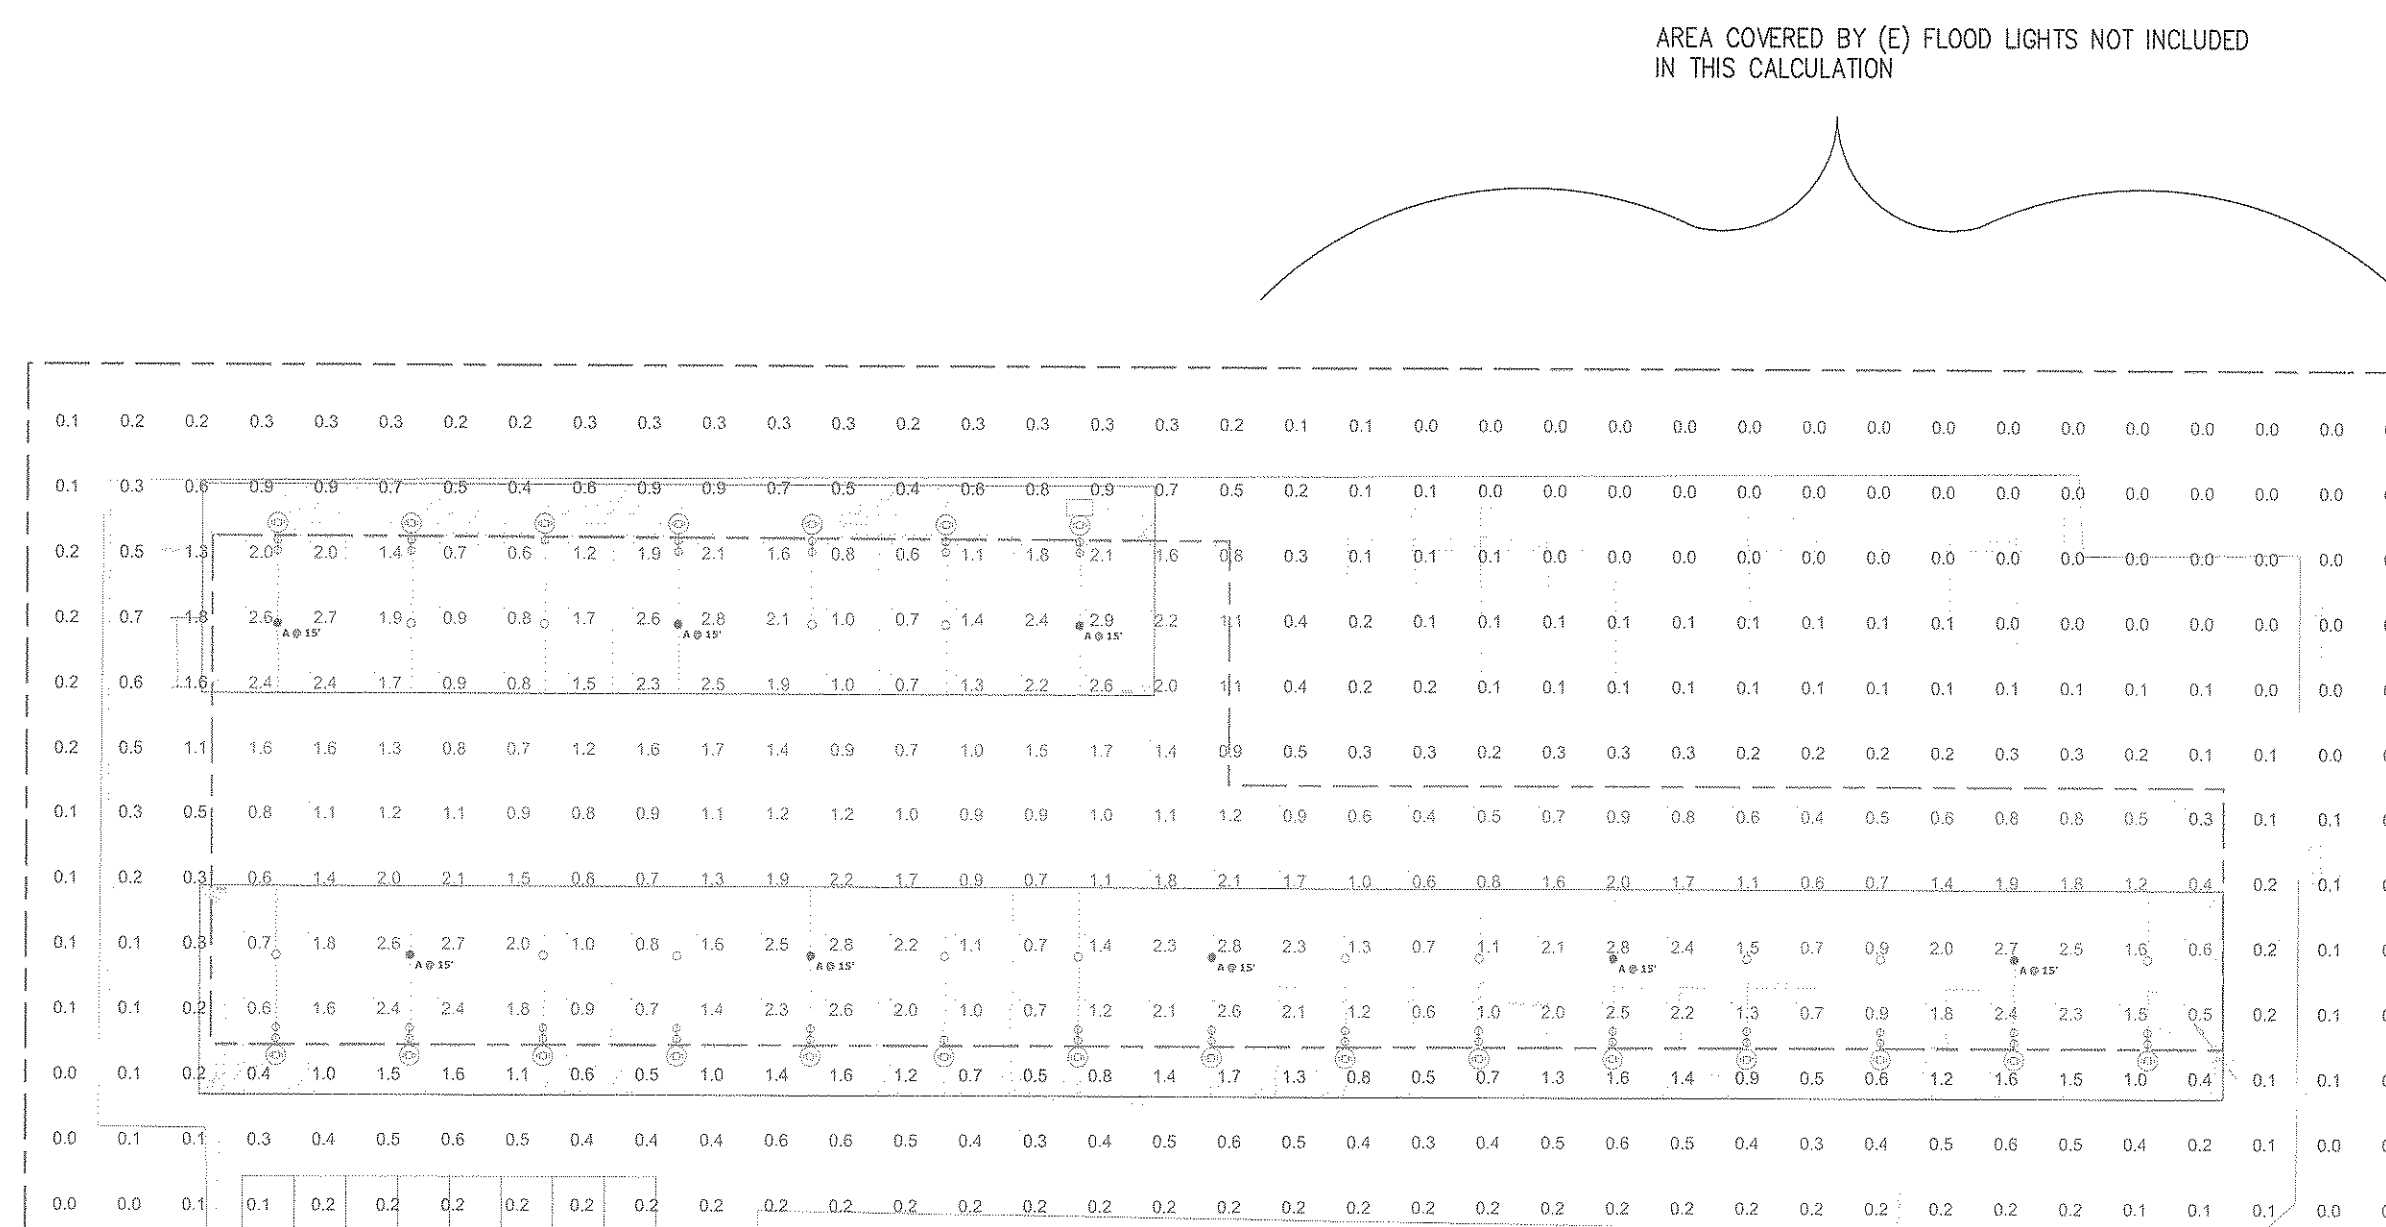 AREA COVERED BY (E) FLOOD LIGHTS NOT INCLUDED
IN THIS CALCULATION
0.1 0.2 0.2 0.3 0.3 0.3 0.2 0.2 0.3 0.3 0.3 0.3 0.3 0.2 0.3 0.3 0.3 0.3 0.2 0.1 0.1 0.0 0.0 0.0 0.0 0.0 0.0 0.0 0.0 0.0 0.0 0.0 0.0 0.0 0.0 0.0
0.1 0.3 0.6 0.9 0.9 0.7 0.5 0.4 0.6 0.9 0.9 0.7 0.5 0.4 0.6 0.8 0.9 0.7 0.5 0.2 0.1 0.1 0.0 0.0 0.0 0.0 0.0 0.0 0.0 0.0 0.0 0.0 0.0 0.0 0.0 0.0
0.2 0.5 1.3 2.0 2.0 1.4 0.7 0.6 1.2 1.9 2.1 1.6 0.8 0.6 1.1 1.8 2.1 1.6 0.8 0.3 0.1 0.1 0.1 0.0 0.0 0.0 0.0 0.0 0.0 0.0 0.0 0.0 0.0 0.0 0.0 0.0
0.2 0.7 1.8 2.6 2.7 1.9 0.9 0.8 1.7 2.6 2.8 2.1 1.0 0.7 1.4 2.4 2.9 2.2 1.1 0.4 0.2 0.1 0.1 0.1 0.1 0.1 0.1 0.1 0.1 0.1 0.0 0.0 0.0 0.0 0.0 0.0
A @ 15' A @ 15' A @ 15'
0.2 0.6 1.6 2.4 2.4 1.7 0.9 0.8 1.5 2.3 2.5 1.9 1.0 0.7 1.3 2.2 2.6 2.0 1.1 0.4 0.2 0.2 0.1 0.1 0.1 0.1 0.1 0.1 0.1 0.1 0.1 0.1 0.1 0.1 0.0 0.0
0.2 0.5 1.1 1.6 1.6 1.3 0.8 0.7 1.2 1.6 1.7 1.4 0.9 0.7 1.0 1.5 1.7 1.4 0.9 0.5 0.3 0.3 0.2 0.3 0.3 0.3 0.2 0.2 0.2 0.2 0.3 0.3 0.2 0.1 0.1 0.0
0.1 0.3 0.5 0.8 1.1 1.2 1.1 0.9 0.8 0.9 1.1 1.2 1.2 1.0 0.9 0.9 1.0 1.1 1.2 0.9 0.6 0.4 0.5 0.7 0.9 0.8 0.6 0.4 0.5 0.6 0.8 0.8 0.5 0.3 0.1 0.1
0.1 0.2 0.3 0.6 1.4 2.0 2.1 1.5 0.8 0.7 1.3 1.9 2.2 1.7 0.9 0.7 1.1 1.8 2.1 1.7 1.0 0.6 0.8 1.6 2.0 1.7 1.1 0.6 0.7 1.4 1.9 1.8 1.2 0.4 0.2 0.1
0.1 0.1 0.3 0.7 1.8 2.6 2.7 2.0 1.0 0.8 1.6 2.5 2.8 2.2 1.1 0.7 1.4 2.3 2.8 2.3 1.3 0.7 1.1 2.1 2.8 2.4 1.5 0.7 0.9 2.0 2.7 2.5 1.6 0.6 0.2 0.1
A @ 15' A @ 15' A @ 15' A @ 15' A @ 15'
0.1 0.1 0.2 0.6 1.6 2.4 2.4 1.8 0.9 0.7 1.4 2.3 2.6 2.0 1.0 0.7 1.2 2.1 2.6 2.1 1.2 0.6 1.0 2.0 2.5 2.2 1.3 0.7 0.9 1.8 2.4 2.3 1.5 0.5 0.2 0.1
0.0 0.1 0.2 0.4 1.0 1.5 1.6 1.1 0.6 0.5 1.0 1.4 1.6 1.2 0.7 0.5 0.8 1.4 1.7 1.3 0.8 0.5 0.7 1.3 1.6 1.4 0.9 0.5 0.6 1.2 1.6 1.5 1.0 0.4 0.1 0.1
0.0 0.1 0.1 0.3 0.4 0.5 0.6 0.5 0.4 0.4 0.4 0.6 0.6 0.5 0.4 0.3 0.4 0.5 0.6 0.5 0.4 0.3 0.4 0.5 0.6 0.5 0.4 0.3 0.4 0.5 0.6 0.5 0.4 0.2 0.1 0.0
0.0 0.0 0.1 0.1 0.2 0.2 0.2 0.2 0.2 0.2 0.2 0.2 0.2 0.2 0.2 0.2 0.2 0.2 0.2 0.2 0.2 0.2 0.2 0.2 0.2 0.2 0.2 0.2 0.2 0.2 0.2 0.2 0.1 0.1 0.1 0.0